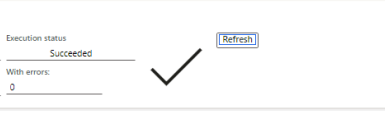 Execution status
Refresh
Succeeded
With errors:
0